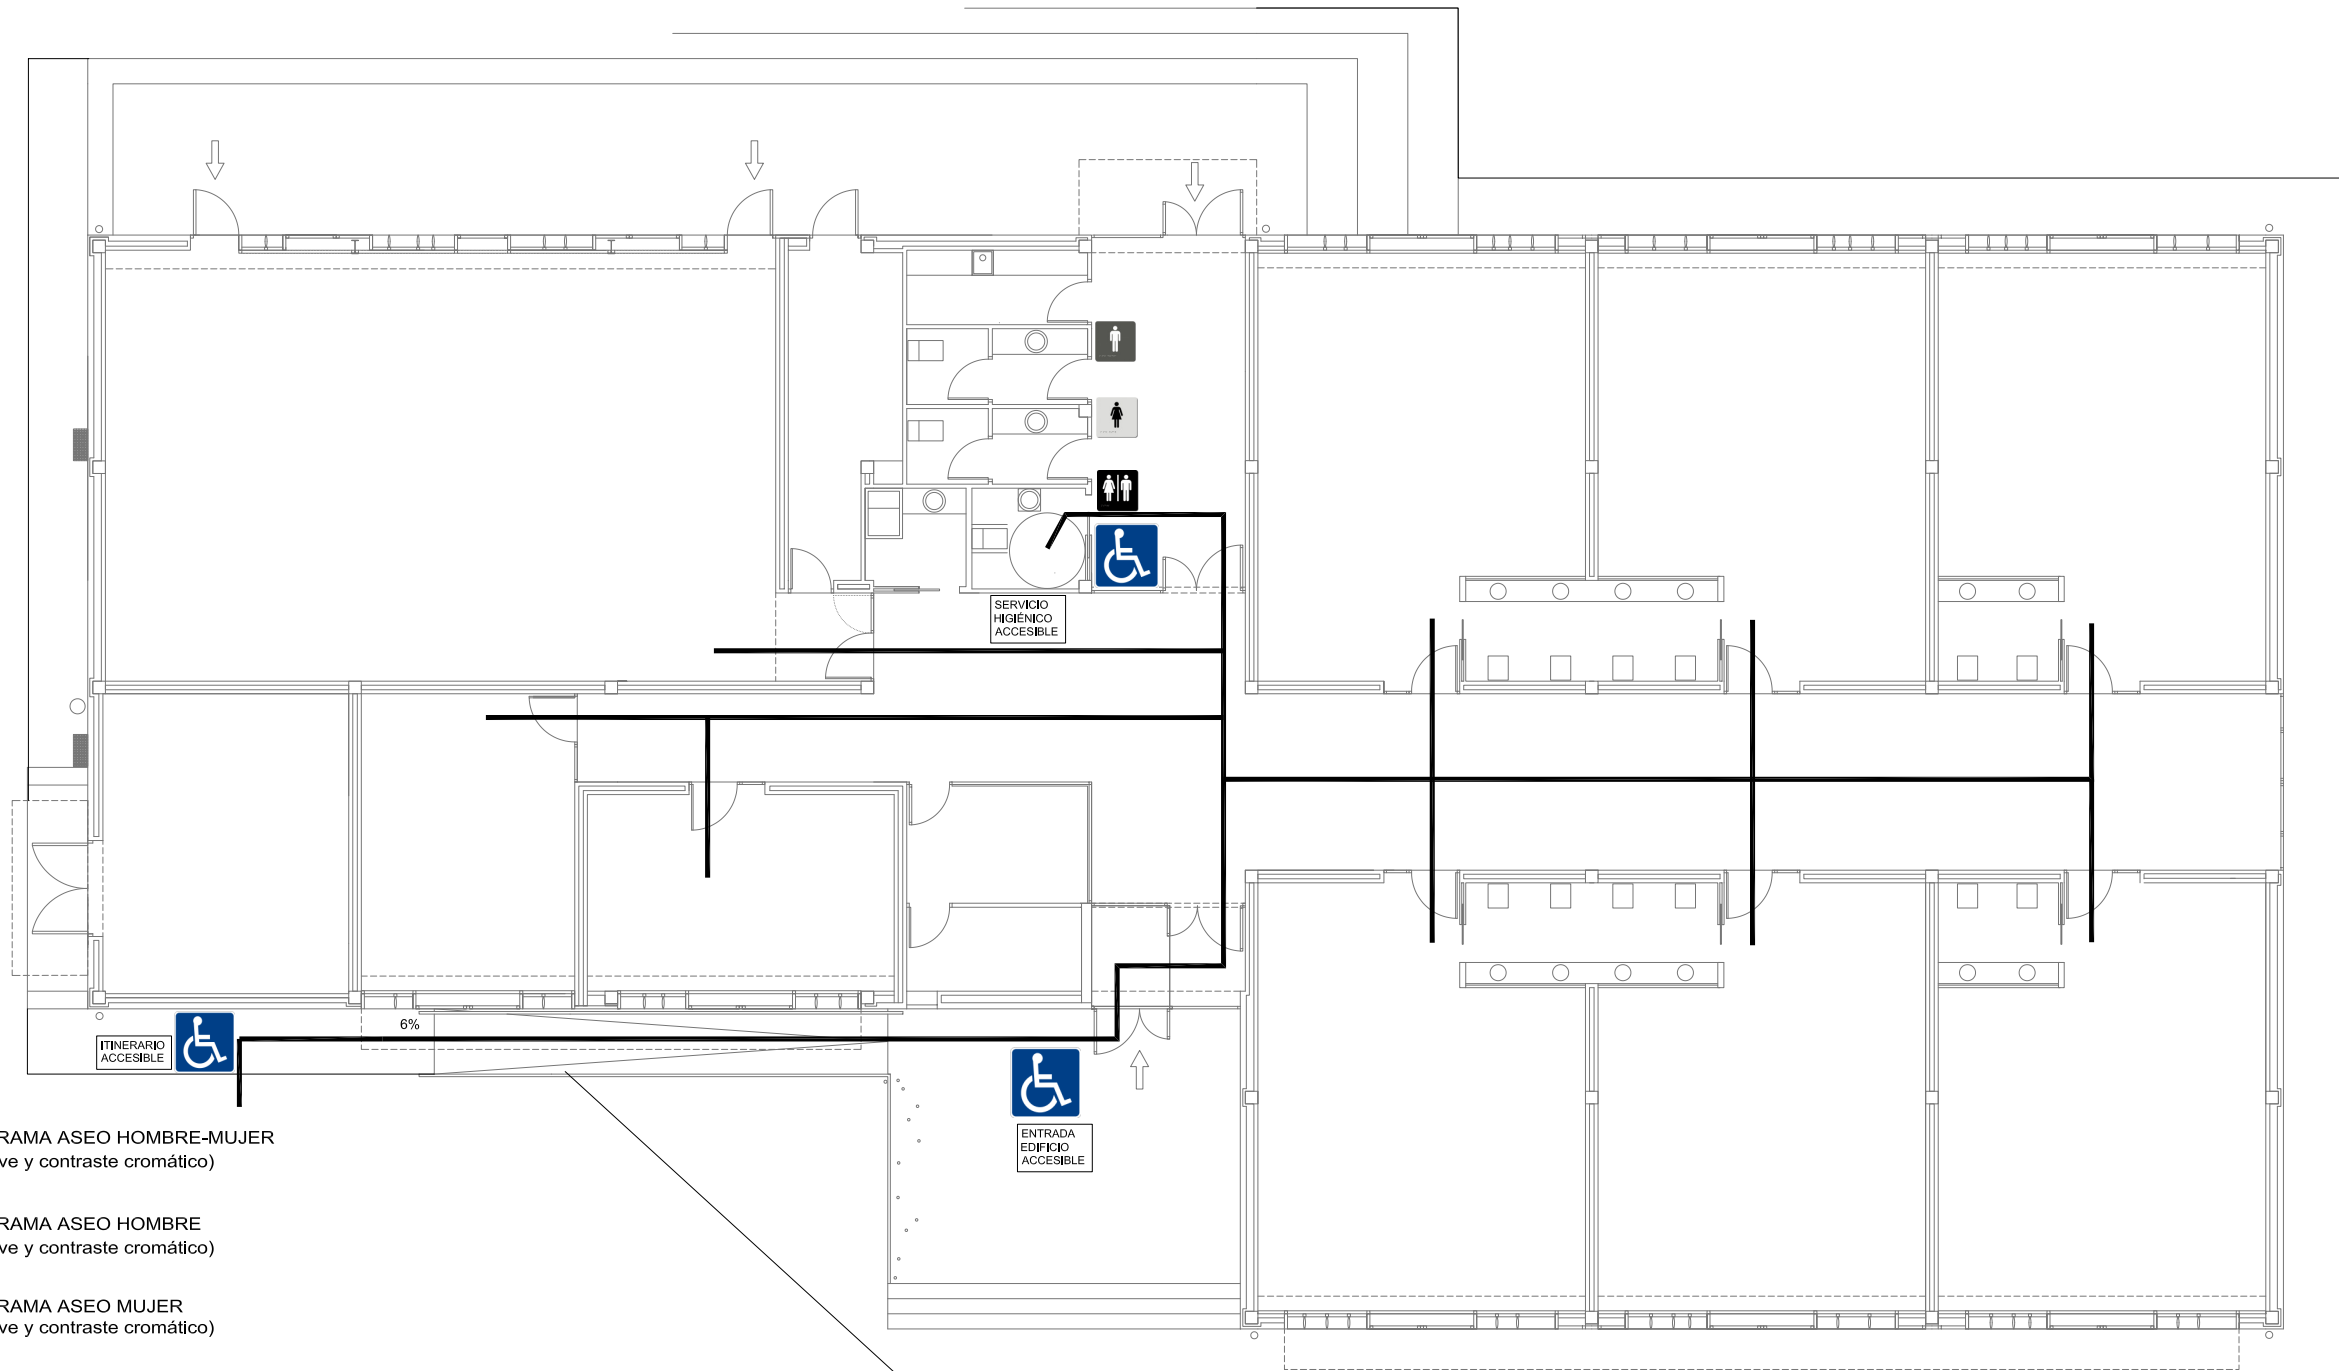 SERVICIO
HIGIÉNICO
ACCESIBLE
6%
ITINERARIO
ACCESIBLE
ENTRADA
EDIFICIO
ACCESIBLE
RAMA ASEO HOMBRE-MUJER
ve y contraste cromático)
RAMA ASEO HOMBRE
ve y contraste cromático)
RAMA ASEO MUJER
ve y contraste cromático)